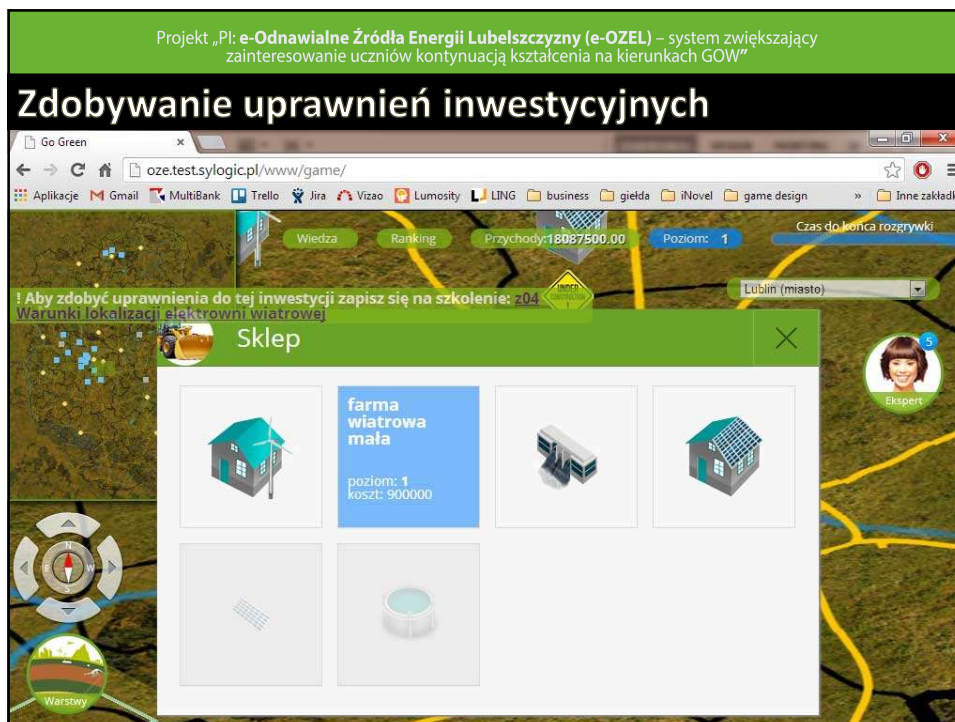 Projekt „PI: e-Odnawialne Źródła Energii Lubelszczyzny (e-OZEL) – system zwiększający
zainteresowanie uczniów kontynuacją kształcenia na kierunkach GOW”
Zdobywanie uprawnień inwestycyjnych
Go Green
oze.test.sylogic.pl/www/game/
Aplikacje Gmail MultiBank Trello Jira Vizao Lumosity LING business giełda iNovel game design » Inne zakładk
Wiedza Ranking Przychody:18087500.00 Poziom: 1 Czas do końca rozgrywki
Lublin (miasto)
UNDER
CONSTRUCTION
! Aby zdobyć uprawnienia do tej inwestycji zapisz się na szkolenie: z04
Warunki lokalizacji elektrowni wiatrowej
Sklep
5
Ekspert
farma
wiatrowa
mała
poziom: 1
koszt: 900000
N
E W
S
Warstwy